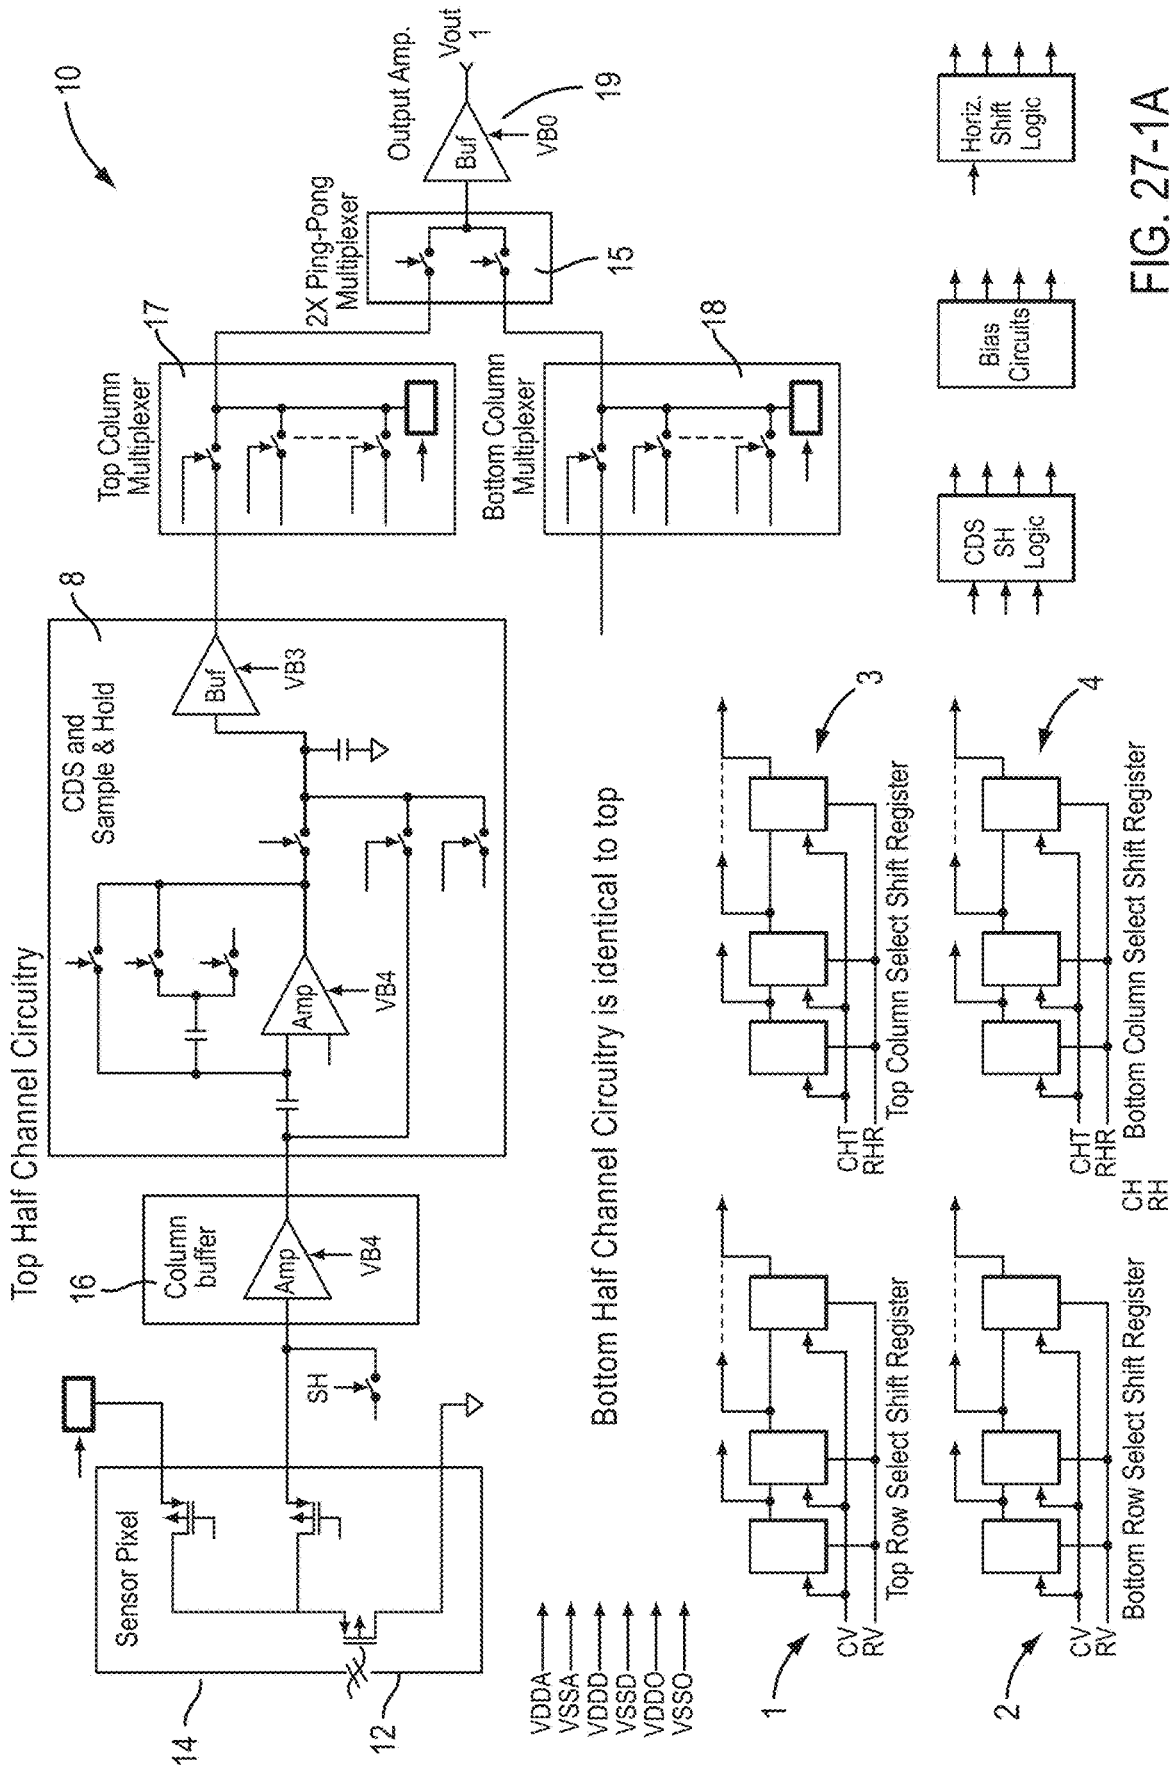 Top Half Channel Circuitry
10
14
Sensor Pixel
12
SH
16
Column
buffer
Amp
VB4
8
CDS and
Sample & Hold
Amp
VB4
Buf
VB3
17
Top Column
Multiplexer
Bottom Column
Multiplexer
18
2X Ping-Pong
Multiplexer
15
Output Amp.
Buf
VB0
19
Vout
1
Bottom Half Channel Circuitry is identical to top
VDDA
VSSA
VDDD
VSSD
VDDO
VSSO
1
CV
RV
Top Row Select Shift Register
CHT
RHR
Top Column Select Shift Register
3
2
CV
RV
Bottom Row Select Shift Register
CH
RH
CHT
RHR
Bottom Column Select Shift Register
4
CDS
SH
Logic
Bias
Circuits
Horiz.
Shift
Logic
FIG. 27-1A